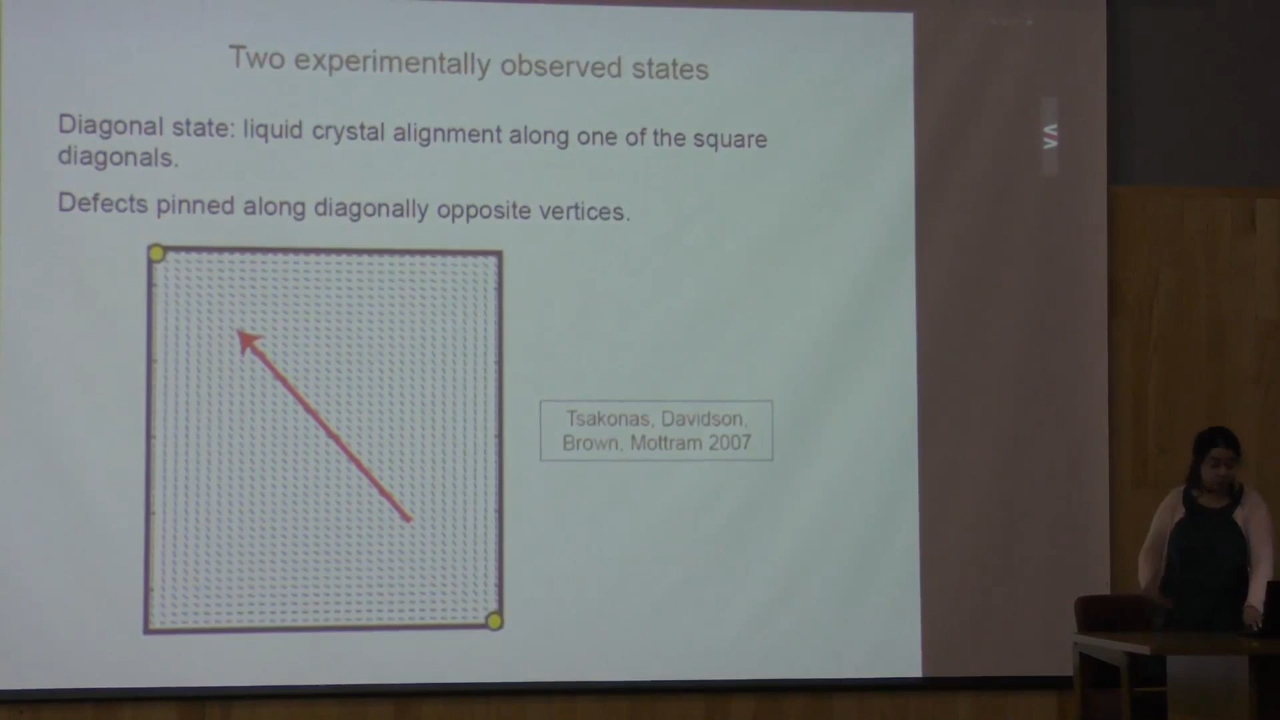 Two experimentally observed states
Diagonal state: liquid crystal alignment along one of the square
diagonals.
Defects pinned along diagonally opposite vertices.
Tsakonas, Davidson,
Brown, Mottram 2007